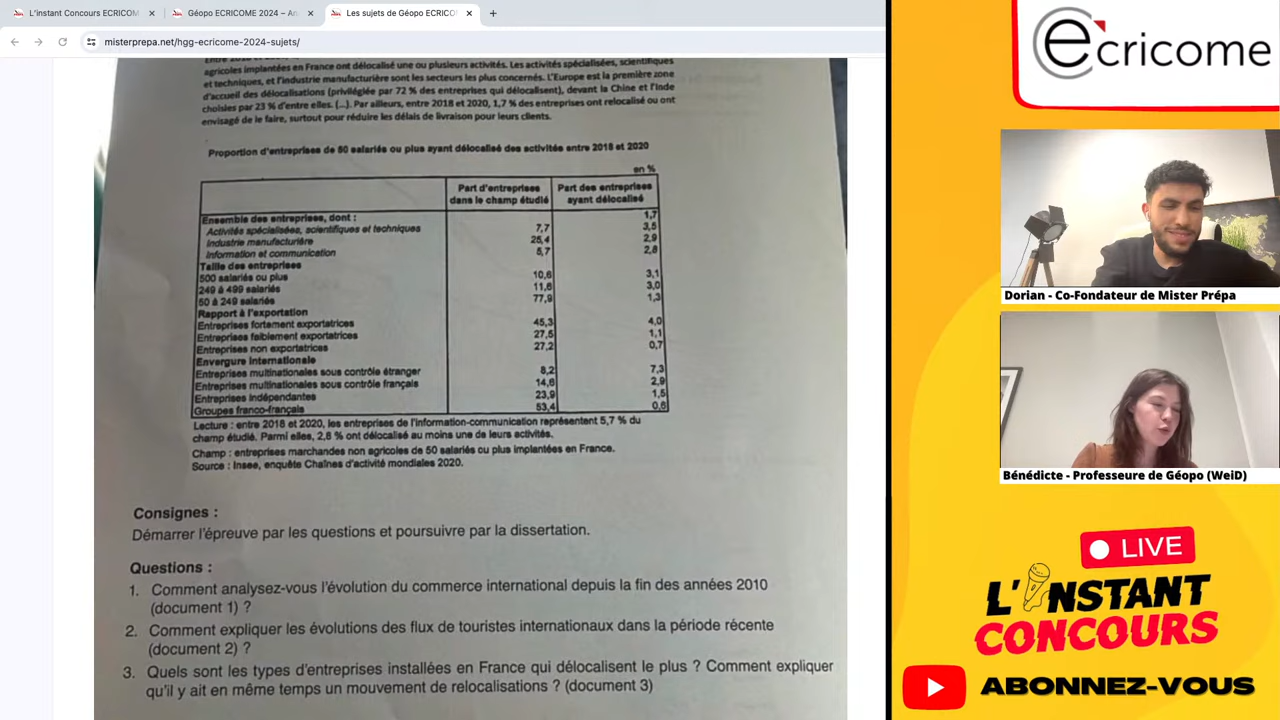 L'instant Concours ECRICOM
Géopo ECRICOME 2024 – An
Les sujets de Géopo ECRICO
misterprepa.net/hgg-ecricome-2024-sujets/
agricoles implantées en France ont délocalisé une ou plusieurs activités. Les activités spécialisées, scientifiques
et techniques, et l'industrie manufacturière sont les secteurs les plus concernés. L'Europe est la première zone
d'accueil des délocalisations (privilégiée par 72 % des entreprises qui délocalisent), devant la Chine et l'Inde
choisies par 23 % d'entre elles. (...). Par ailleurs, entre 2018 et 2020, 1,7 % des entreprises ont relocalisé ou ont
envisagé de le faire, surtout pour réduire les délais de livraison pour leurs clients.
Proportion d'entreprises de 50 salariés ou plus ayant délocalisé des activités entre 2018 et 2020
en %
Part d'entreprises dans le champ étudié
Part des entreprises ayant délocalisé
Ensemble des entreprises, dont : 1,7
Activités spécialisées, scientifiques et techniques 7,7 3,5
Industrie manufacturière 25,4 2,9
Information et communication 5,7 2,8
Taille des entreprises
500 salariés ou plus 10,6 3,1
249 à 499 salariés 11,6 3,0
50 à 249 salariés 77,9 1,3
Rapport à l'exportation
Entreprises fortement exportatrices 45,3 4,0
Entreprises faiblement exportatrices 27,5 1,1
Entreprises non exportatrices 27,2 0,7
Envergure internationale
Entreprises multinationales sous contrôle étranger 8,2 7,3
Entreprises multinationales sous contrôle français 14,6 2,9
Entreprises indépendantes 23,9 1,5
Groupes franco-français 53,4 0,6
Lecture : entre 2018 et 2020, les entreprises de l'information-communication représentent 5,7 % du
champ étudié. Parmi elles, 2,8 % ont délocalisé au moins une de leurs activités.
Champ : entreprises marchandes non agricoles de 50 salariés ou plus implantées en France.
Source : Insee, enquête Chaînes d'activité mondiales 2020.
Consignes :
Démarrer l'épreuve par les questions et poursuivre par la dissertation.
Questions :
1. Comment analysez-vous l'évolution du commerce international depuis la fin des années 2010
(document 1) ?
2. Comment expliquer les évolutions des flux de touristes internationaux dans la période récente
(document 2) ?
3. Quels sont les types d'entreprises installées en France qui délocalisent le plus ? Comment expliquer
qu'il y ait en même temps un mouvement de relocalisations ? (document 3)
ecricome
Dorian - Co-Fondateur de Mister Prépa
Bénédicte - Professeure de Géopo (WeiD)
LIVE
L'INSTANT
CONCOURS
ABONNEZ-VOUS